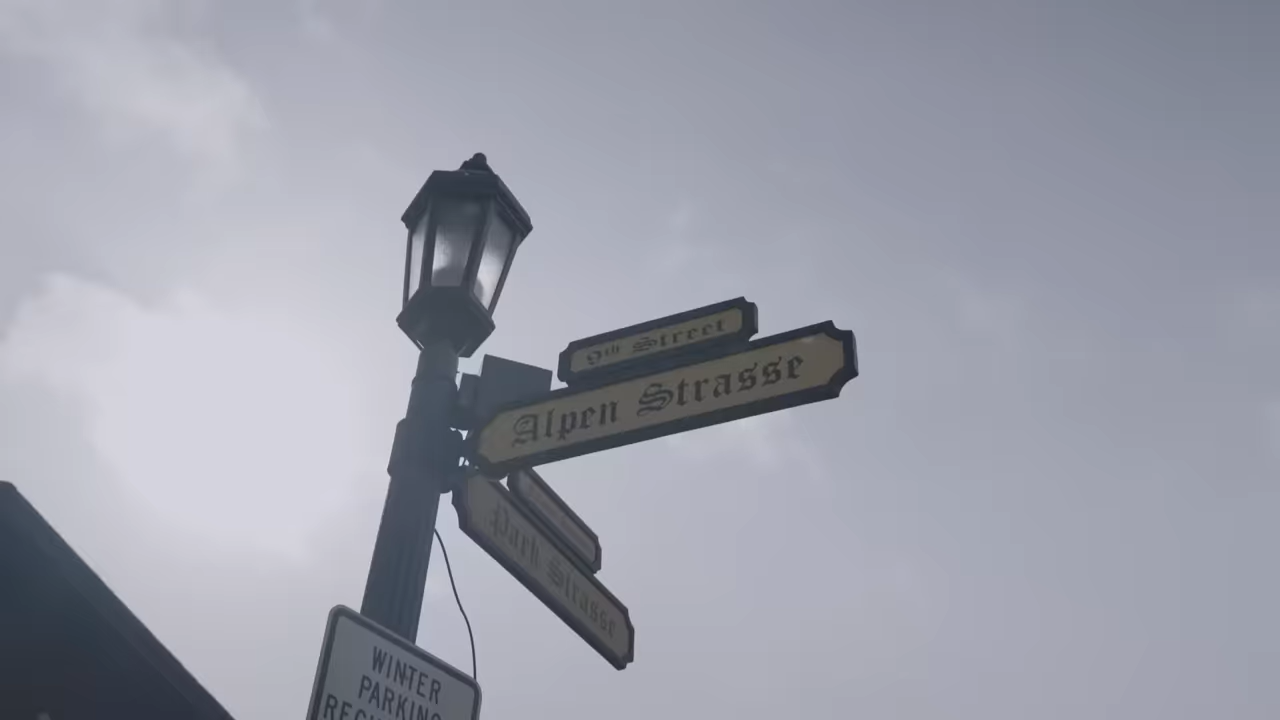 9th Street
Alpen Strasse
Park Strasse
WINTER
PARKING